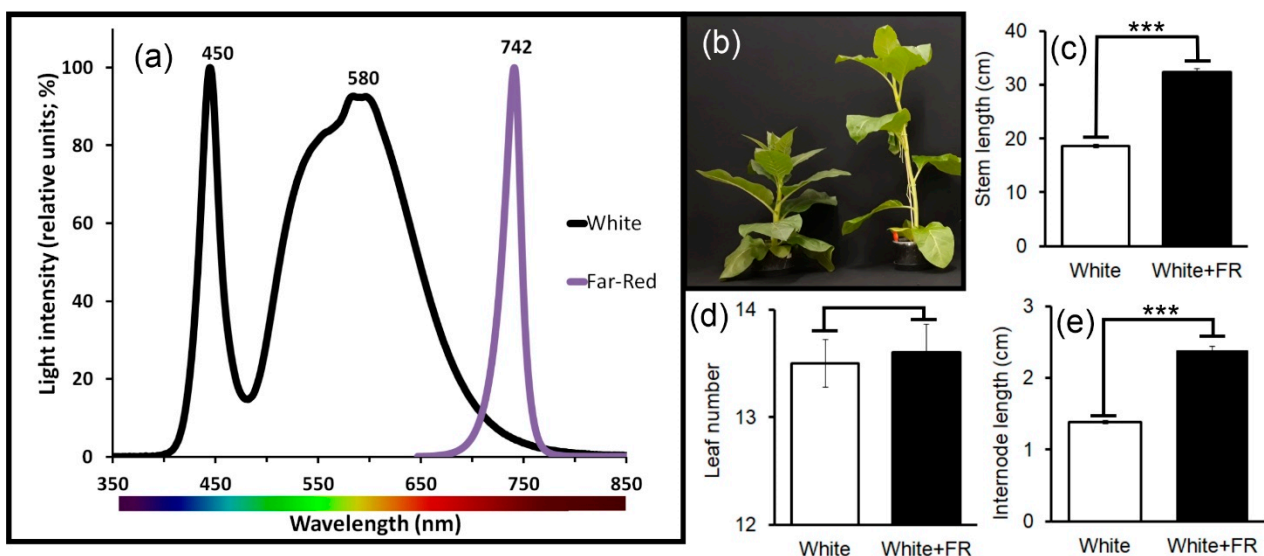 (a)
450
580
742
Light intensity (relative units; %)
100
80
60
40
20
0
350
450
550
650
750
850
Wavelength (nm)
White
Far-Red
(b)
(c)
***
Stem length (cm)
40
30
20
10
0
White
White+FR
(d)
Leaf number
14
13
12
White
White+FR
(e)
***
Internode length (cm)
3
2
1
0
White
White+FR